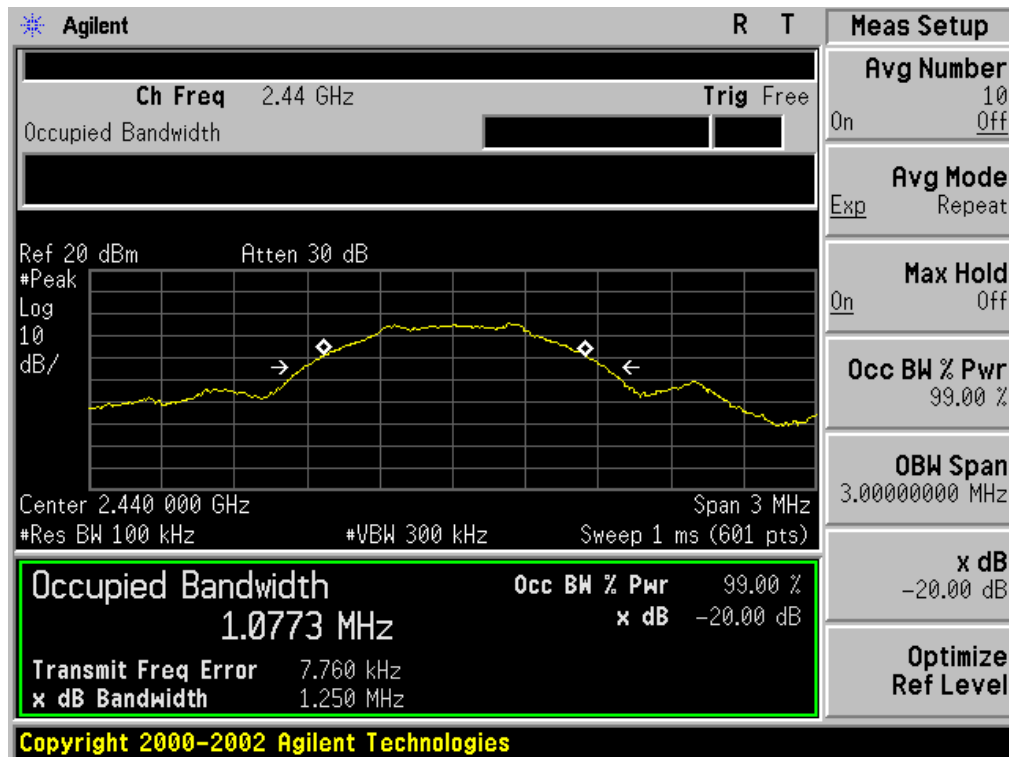 Agilent R T Meas Setup
Ch Freq 2.44 GHz Trig Free
Occupied Bandwidth
Ref 20 dBm Atten 30 dB
#Peak
Log
10
dB/
Center 2.440 000 GHz Span 3 MHz
#Res BW 100 kHz #VBW 300 kHz Sweep 1 ms (601 pts)
Occupied Bandwidth Occ BW % Pwr 99.00 %
1.0773 MHz x dB -20.00 dB
Transmit Freq Error 7.760 kHz
x dB Bandwidth 1.250 MHz
Copyright 2000-2002 Agilent Technologies
Avg Number
10
On Off
Avg Mode
Exp Repeat
Max Hold
On Off
Occ BW % Pwr
99.00 %
OBW Span
3.00000000 MHz
x dB
-20.00 dB
Optimize
Ref Level